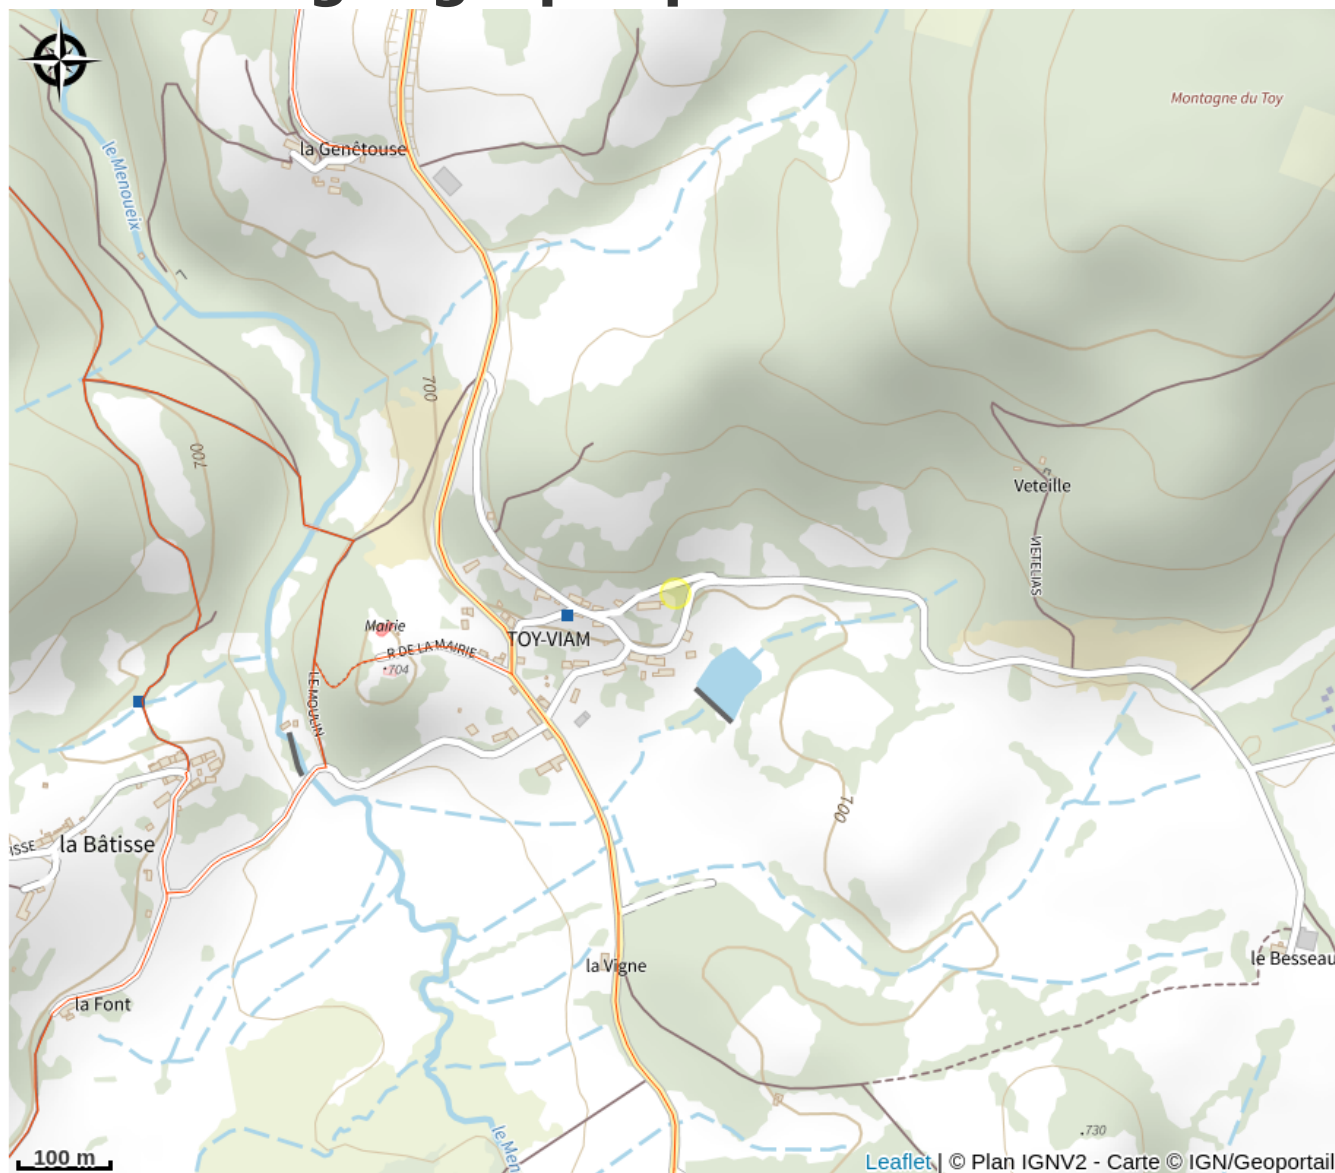 Montagne du Toy
la Genêtouse
le Menoueix
700
700
Veteille
VIETEILAS
Mairie
TOY-VIAM
R DE LA MAIRIE
704
LE MOULIN
700
ISSE
la Bâtisse
la Vigne
le Besseau
la Font
730
le Men
100 m
Leaflet | © Plan IGNV2 - Carte © IGN/Geoportail